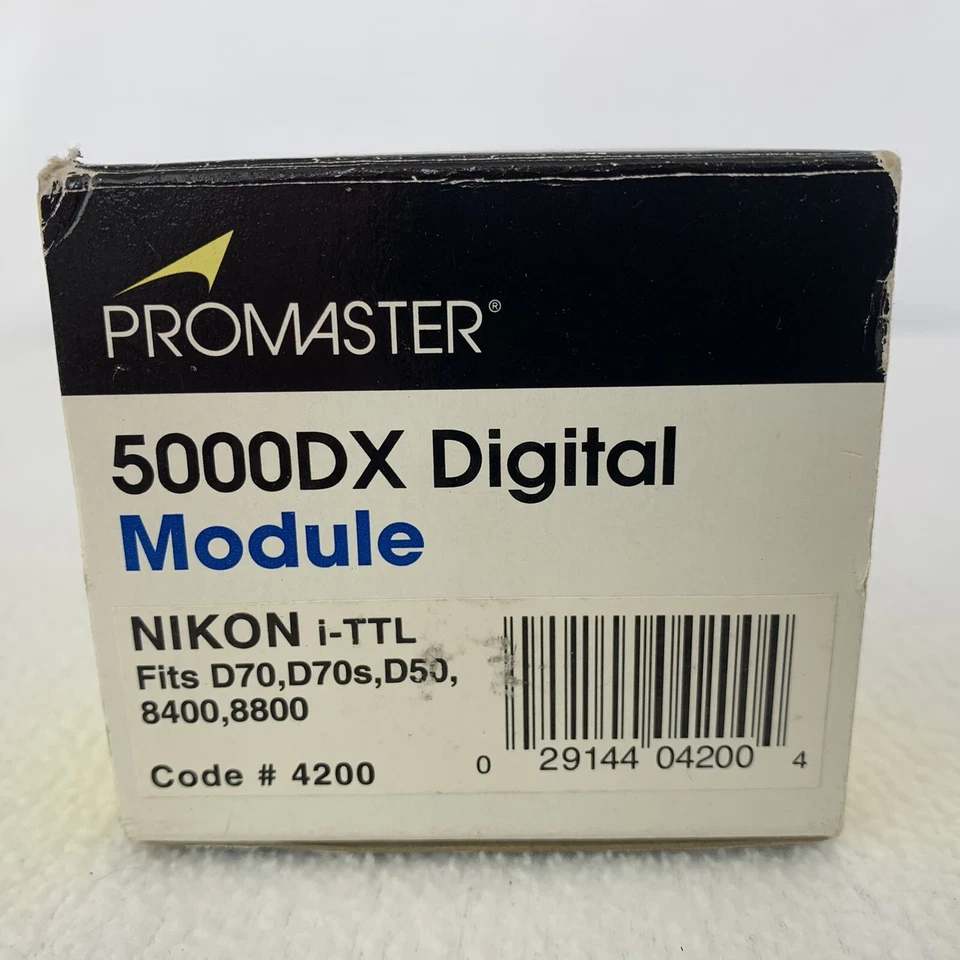 PROMASTER®
5000DX Digital
Module
NIKON i-TTL
Fits D70,D70s,D50,
8400,8800
Code # 4200
0 29144 04200 4